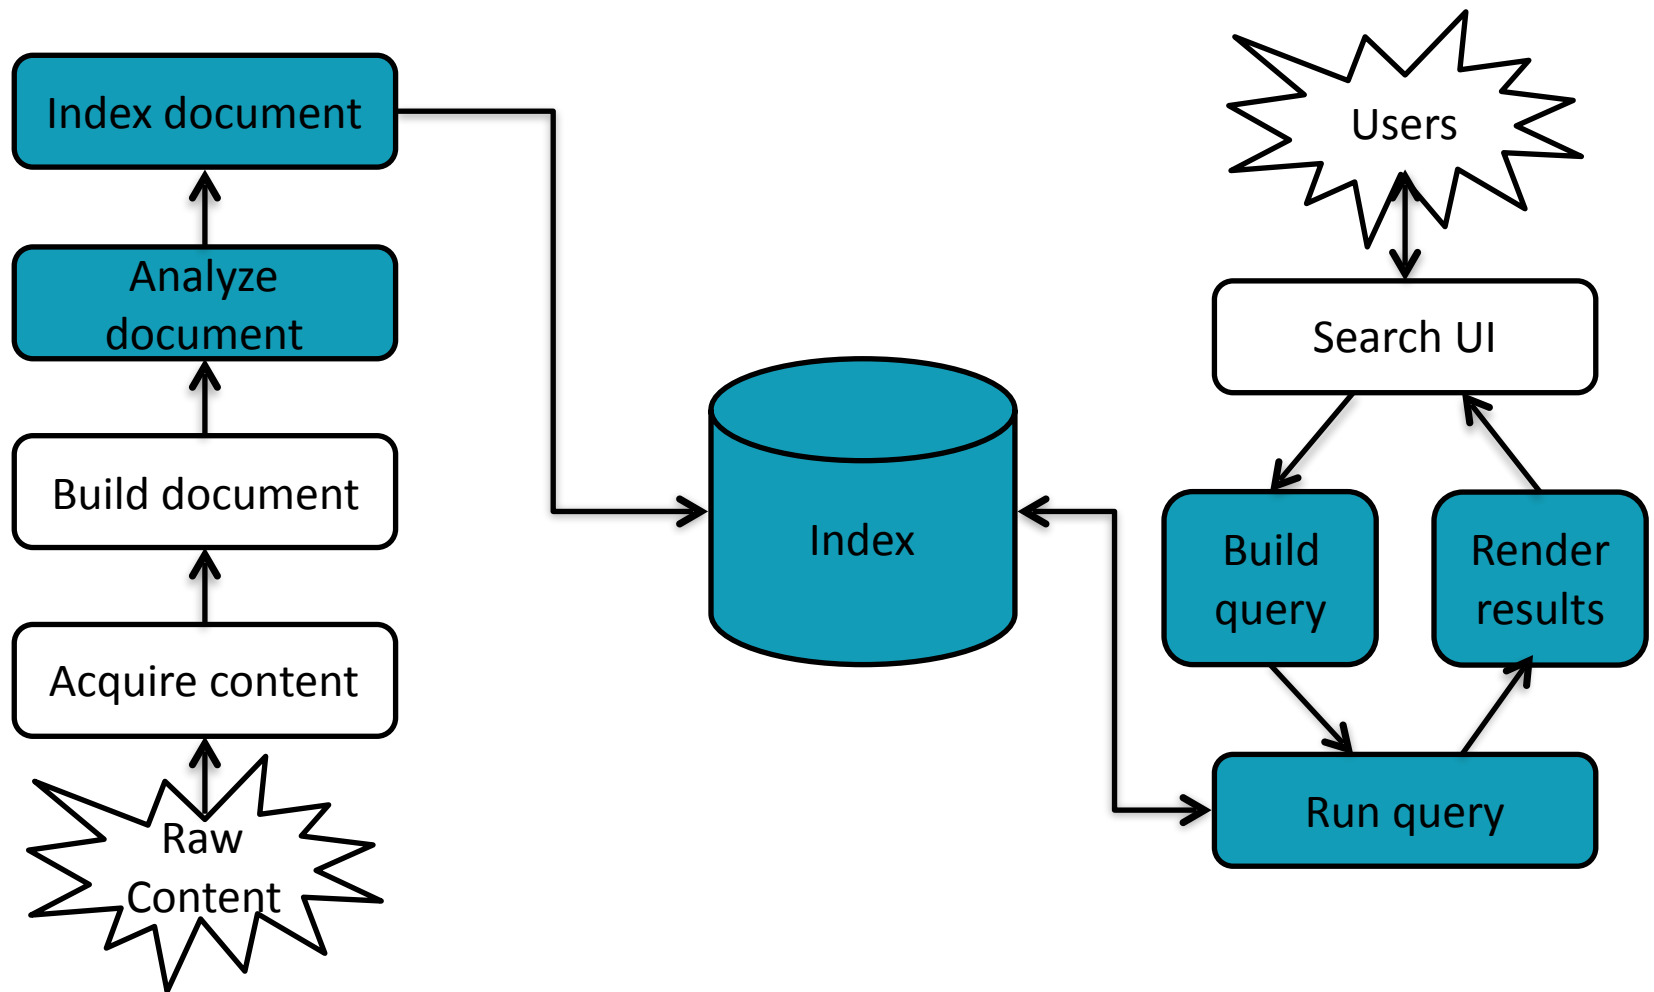 Index document
Analyze
document
Build document
Acquire content
Raw
Content
Index
Users
Search UI
Build
query
Render
results
Run query